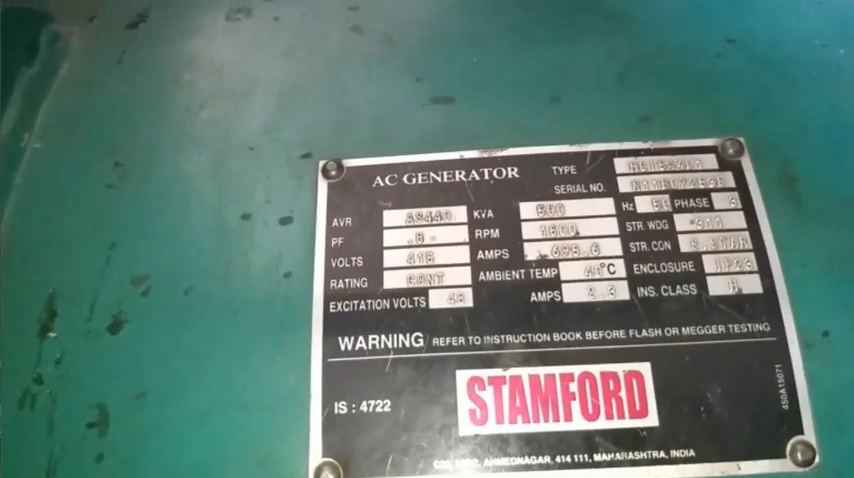 AC GENERATOR
TYPE
SERIAL NO.
AVR AS440 KVA 500 Hz 50 PHASE 3
PF .8 RPM 1500 STR. WDG 311
VOLTS 415 AMPS 695.6 STR. CON S.STAR
RATING CONT AMBIENT TEMP 40°C ENCLOSURE IP23
EXCITATION VOLTS 48 AMPS 2.3 INS. CLASS H
WARNING REFER TO INSTRUCTION BOOK BEFORE FLASH OR MEGGER TESTING
IS : 4722
STAMFORD
450A15071
AHMEDNAGAR. 414 111, MAHARASHTRA, INDIA